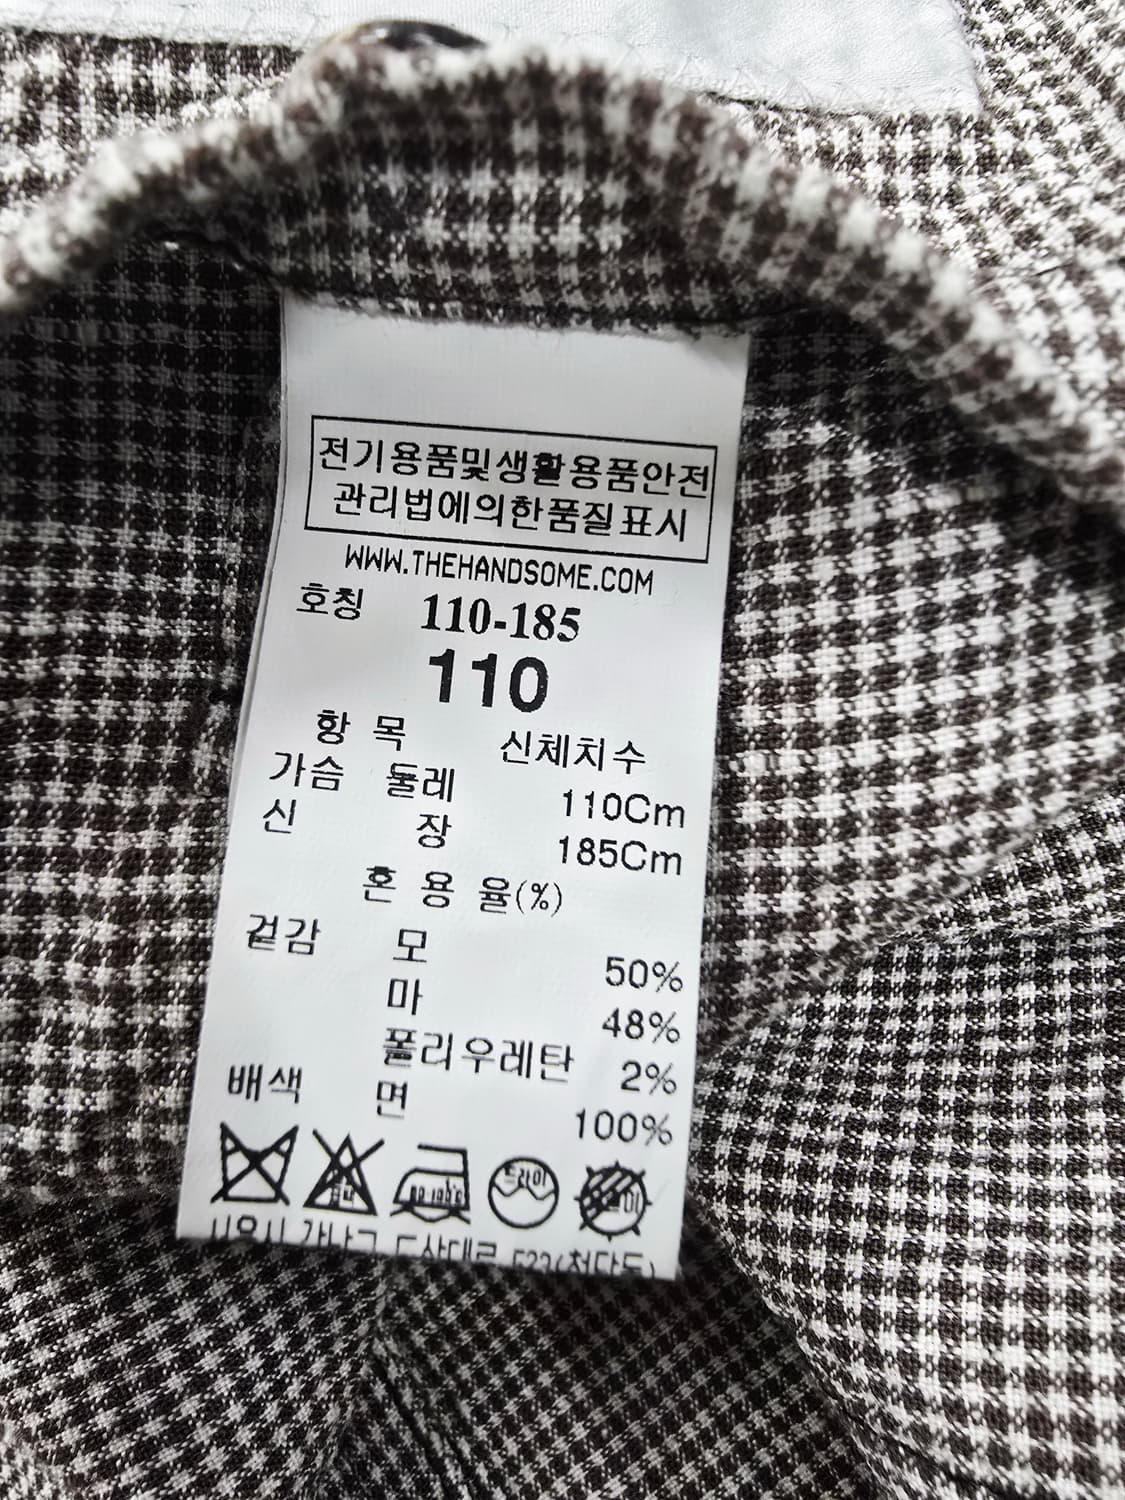 전기용품및생활용품안전
관리법에의한품질표시
WWW.THEHANDSOME.COM
호칭 110-185
110
항 목 신체치수
가슴 둘레 110Cm
신 장 185Cm
혼 용 율(%)
겉감 모 50%
마 48%
폴리우레탄 2%
배색 면 100%
드라이